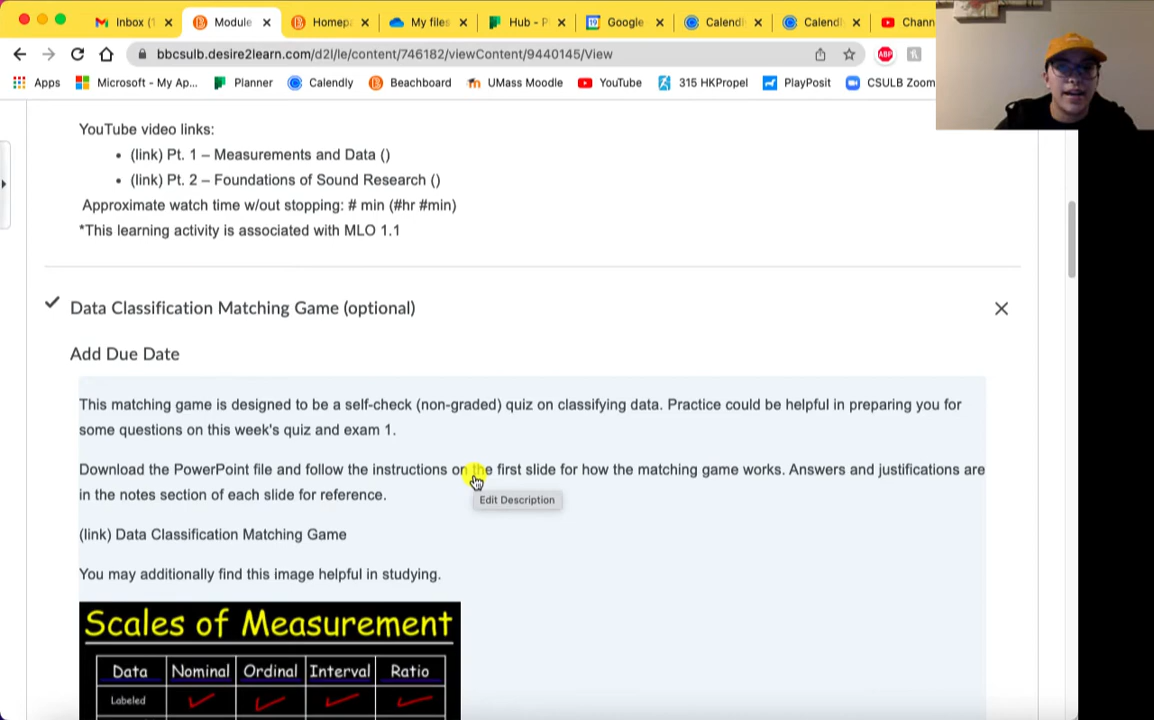 Inbox (1
Module
Homepa
My files
Hub - P
19
Google
Calendl
Calendl
Chann
bbcsulb.desire2learn.com/d2l/le/content/746182/viewContent/9440145/View
ABP
Apps
Microsoft - My Ap...
Planner
Calendly
Beachboard
UMass Moodle
YouTube
315 HKPropel
PlayPosit
CSULB Zoom
YouTube video links:
• (link) Pt. 1 – Measurements and Data ()
• (link) Pt. 2 – Foundations of Sound Research ()
Approximate watch time w/out stopping: # min (#hr #min)
*This learning activity is associated with MLO 1.1
Data Classification Matching Game (optional)
Add Due Date
This matching game is designed to be a self-check (non-graded) quiz on classifying data. Practice could be helpful in preparing you for
some questions on this week's quiz and exam 1.
Download the PowerPoint file and follow the instructions on the first slide for how the matching game works. Answers and justifications are
in the notes section of each slide for reference.
Edit Description
(link) Data Classification Matching Game
You may additionally find this image helpful in studying.
Scales of Measurement
Data Nominal Ordinal Interval Ratio
Labeled